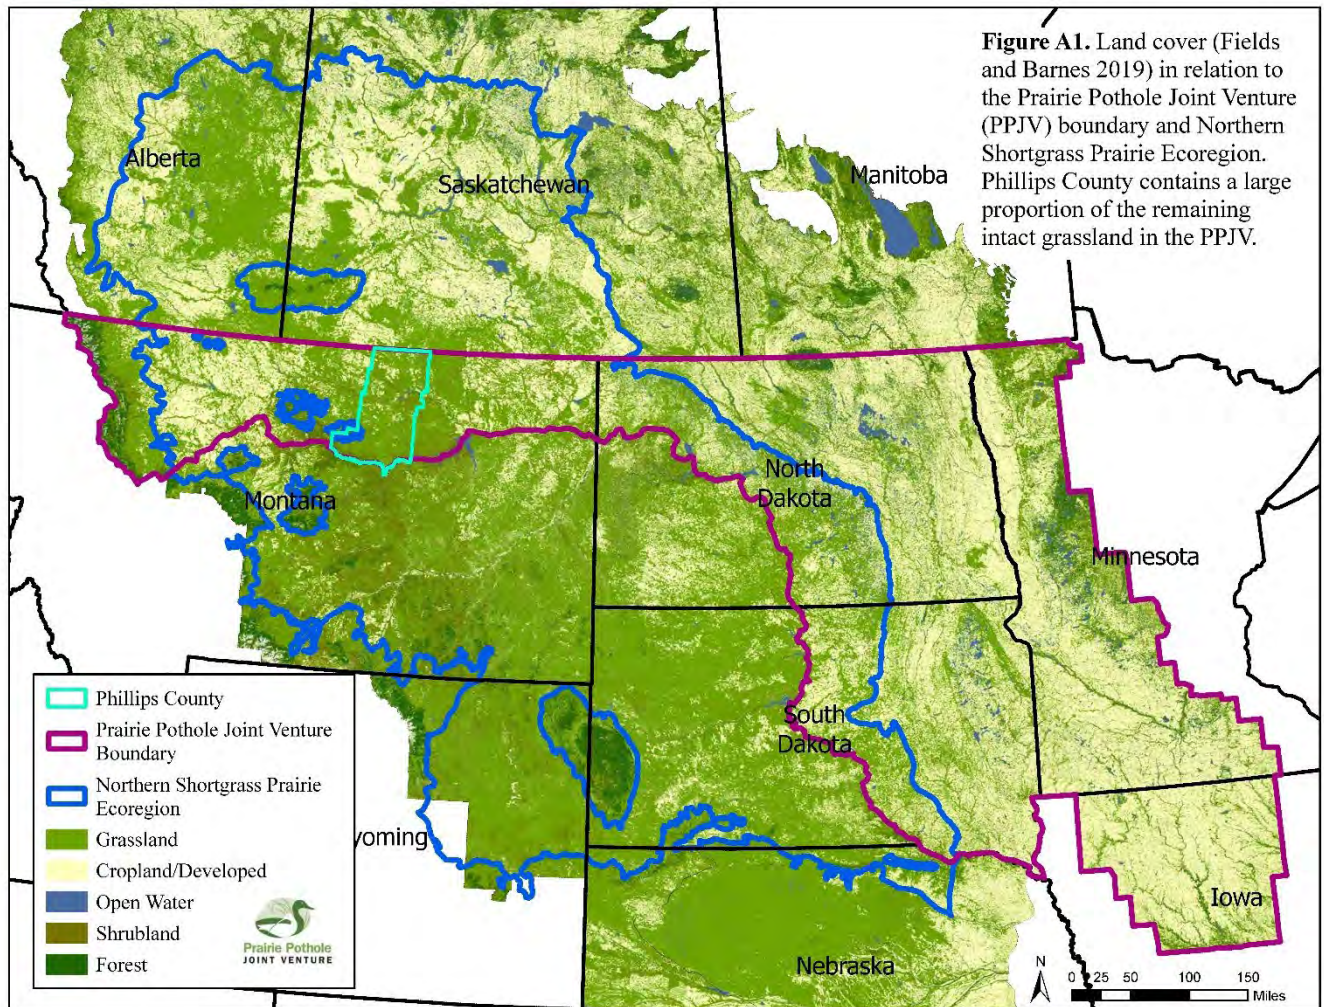 Figure A1. Land cover (Fields
and Barnes 2019) in relation to
the Prairie Pothole Joint Venture
(PPJV) boundary and Northern
Shortgrass Prairie Ecoregion.
Phillips County contains a large
proportion of the remaining
intact grassland in the PPJV.
Alberta
Saskatchewan
Manitoba
Montana
North
Dakota
Minnesota
South
Dakota
yoming
Iowa
Nebraska
Phillips County
Prairie Pothole Joint Venture
Boundary
Northern Shortgrass Prairie
Ecoregion
Grassland
Cropland/Developed
Open Water
Shrubland
Forest
Prairie Pothole
JOINT VENTURE
N
0 25 50 100 150
Miles